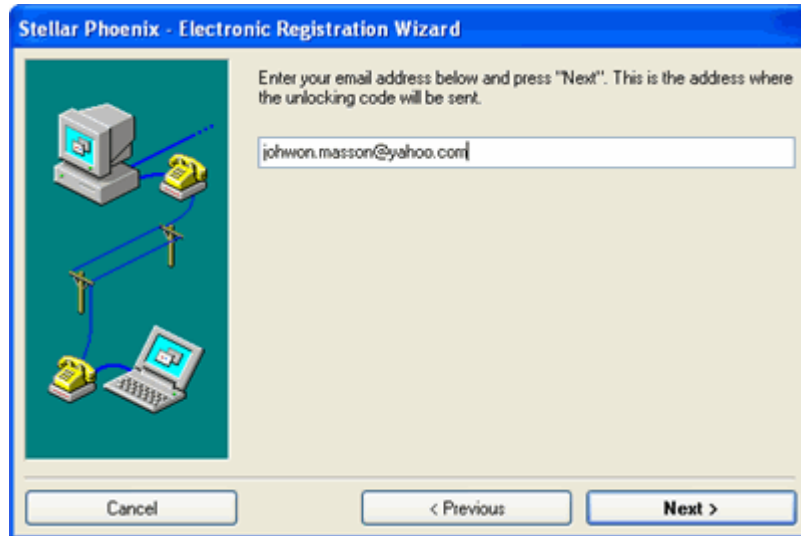 Stellar Phoenix - Electronic Registration Wizard
Enter your email address below and press "Next". This is the address where
the unlocking code will be sent.
johwon.masson@yahoo.com
Cancel
< Previous
Next >